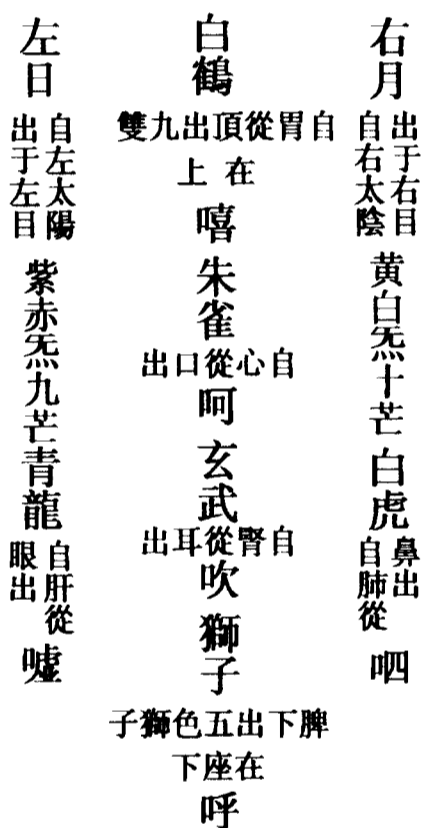 右月
自右太陰
出于右目
黄白炁十芒
白虎
自肺從
鼻出
呬
白鶴
自胃從頂出九雙
在上
嘻
朱雀
自心從口出
呵
玄武
自腎從耳出
吹
獅子
脾下出五色獅子
在座下
呼
左日
自左太陽
出于左目
紫赤炁九芒
青龍
自肝從
眼出
嘘